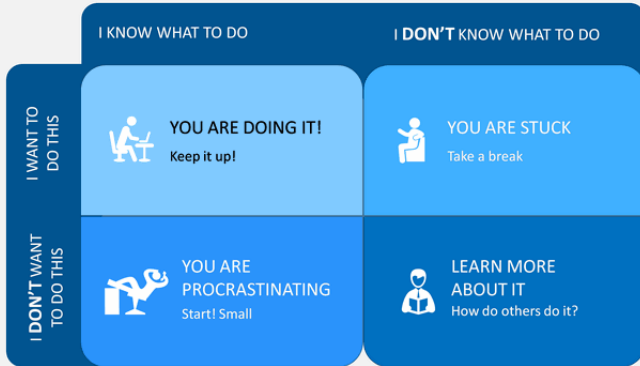 I KNOW WHAT TO DO
I DON'T KNOW WHAT TO DO
I WANT TO
DO THIS
YOU ARE DOING IT!
Keep it up!
YOU ARE STUCK
Take a break
I DON'T WANT
TO DO THIS
YOU ARE
PROCRASTINATING
Start! Small
LEARN MORE
ABOUT IT
How do others do it?